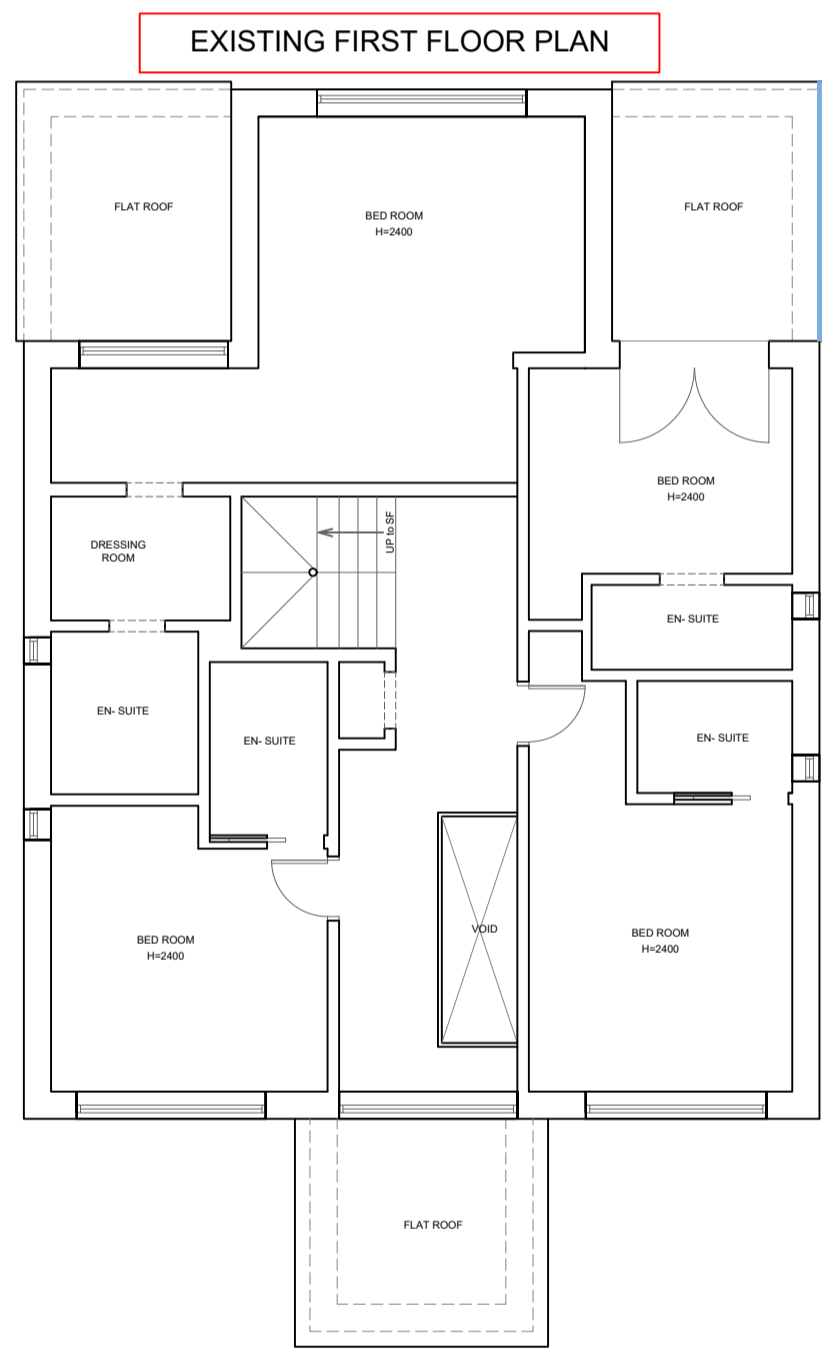 EXISTING FIRST FLOOR PLAN
FLAT ROOF
BED ROOM
H=2400
FLAT ROOF
BED ROOM
H=2400
UP to SF
DRESSING
ROOM
EN- SUITE
EN- SUITE
EN- SUITE
EN- SUITE
VOID
BED ROOM
H=2400
BED ROOM
H=2400
FLAT ROOF